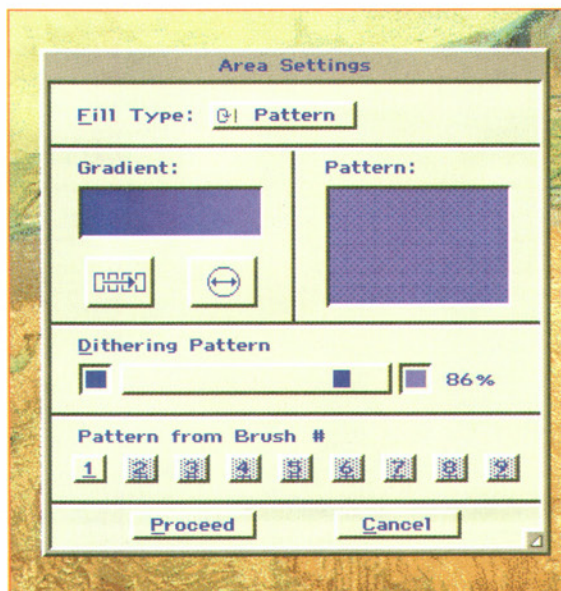 Area Settings
Fill Type: Pattern
Gradient: Pattern:
Dithering Pattern
86%
Pattern from Brush #
1 2 3 4 5 6 7 8 9
Proceed Cancel